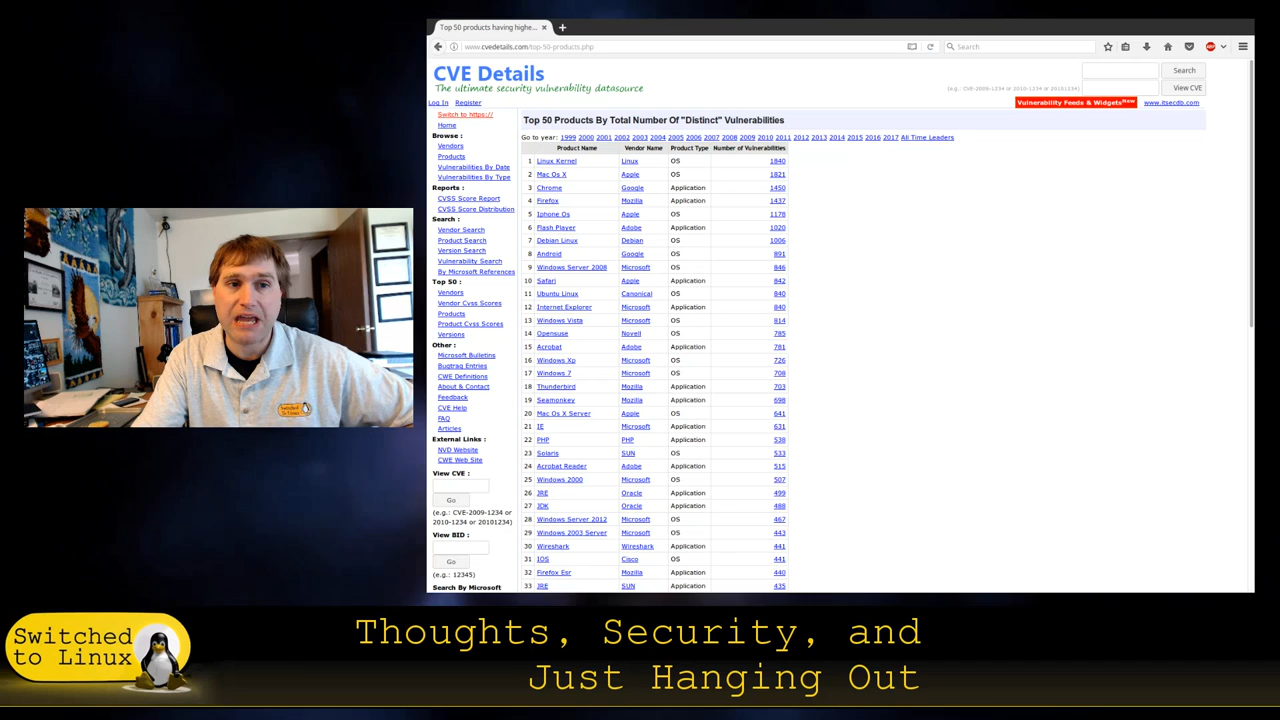 Top 50 products having highe...
www.cvedetails.com/top-50-products.php
Search
CVE Details
The ultimate security vulnerability datasource
(e.g.: CVE-2009-1234 or 2010-1234 or 20101234)
Search
View CVE
Log In Register
Vulnerability Feeds & WidgetsNew www.itsecdb.com
Switch to https://
Home
Browse :
Vendors
Products
Vulnerabilities By Date
Vulnerabilities By Type
Reports :
CVSS Score Report
CVSS Score Distribution
Search :
Vendor Search
Product Search
Version Search
Vulnerability Search
By Microsoft References
Top 50 :
Vendors
Vendor Cvss Scores
Products
Product Cvss Scores
Versions
Other :
Microsoft Bulletins
Bugtraq Entries
CWE Definitions
About & Contact
Feedback
CVE Help
FAQ
Articles
External Links :
NVD Website
CWE Web Site
View CVE :
Go
(e.g.: CVE-2009-1234 or
2010-1234 or 20101234)
View BID :
Go
(e.g.: 12345)
Search By Microsoft
Top 50 Products By Total Number Of "Distinct" Vulnerabilities
Go to year: 1999 2000 2001 2002 2003 2004 2005 2006 2007 2008 2009 2010 2011 2012 2013 2014 2015 2016 2017 All Time Leaders
Product Name Vendor Name Product Type Number of Vulnerabilities
1 Linux Kernel Linux OS 1840
2 Mac Os X Apple OS 1821
3 Chrome Google Application 1450
4 Firefox Mozilla Application 1437
5 Iphone Os Apple OS 1178
6 Flash Player Adobe Application 1020
7 Debian Linux Debian OS 1006
8 Android Google OS 891
9 Windows Server 2008 Microsoft OS 846
10 Safari Apple Application 842
11 Ubuntu Linux Canonical OS 840
12 Internet Explorer Microsoft Application 840
13 Windows Vista Microsoft OS 814
14 Opensuse Novell OS 785
15 Acrobat Adobe Application 781
16 Windows Xp Microsoft OS 726
17 Windows 7 Microsoft OS 708
18 Thunderbird Mozilla Application 703
19 Seamonkey Mozilla Application 698
20 Mac Os X Server Apple OS 641
21 IE Microsoft Application 631
22 PHP PHP Application 538
23 Solaris SUN OS 533
24 Acrobat Reader Adobe Application 515
25 Windows 2000 Microsoft OS 507
26 JRE Oracle Application 499
27 JDK Oracle Application 488
28 Windows Server 2012 Microsoft OS 467
29 Windows 2003 Server Microsoft OS 443
30 Wireshark Wireshark Application 441
31 IOS Cisco OS 441
32 Firefox Esr Mozilla Application 440
33 JRE SUN Application 435
Switched
to Linux
Switched
to Linux
Thoughts, Security, and
Just Hanging Out